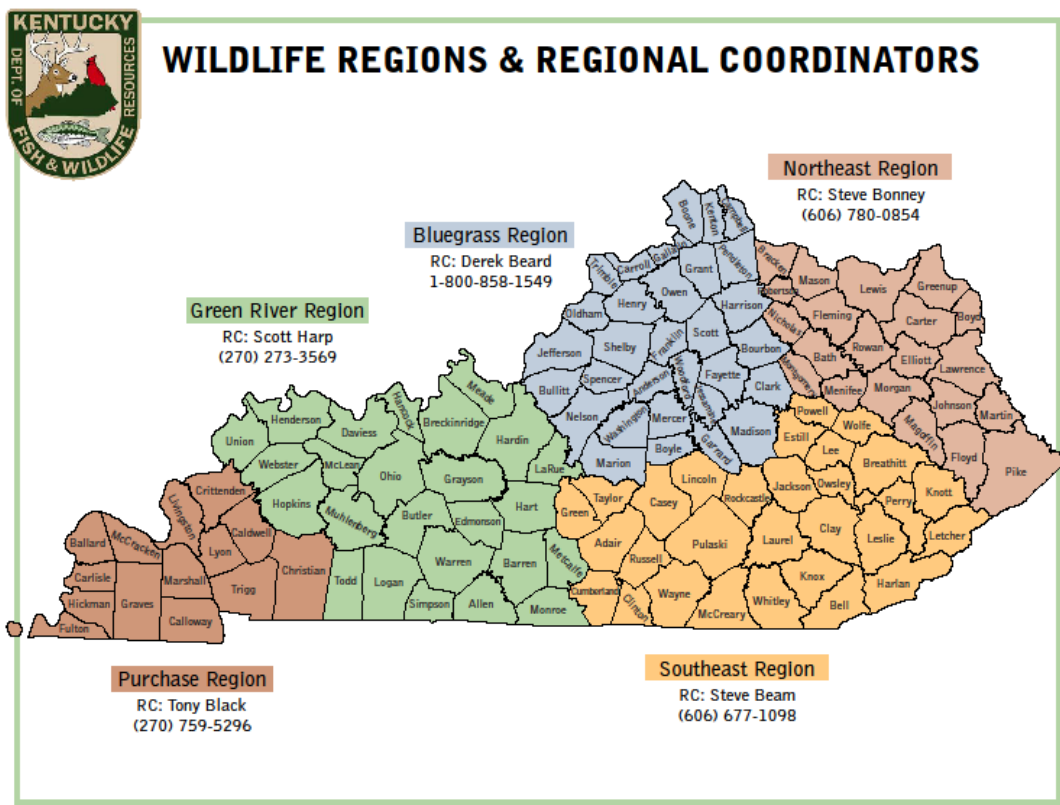 KENTUCKY
DEPT. OF
FISH & WILDLIFE
RESOURCES
WILDLIFE REGIONS & REGIONAL COORDINATORS
Northeast Region
RC: Steve Bonney
(606) 780-0854
Bluegrass Region
RC: Derek Beard
1-800-858-1549
Green River Region
RC: Scott Harp
(270) 273-3569
Boone
Kenton
Campbell
Pendleton
Gallatin
Carroll
Trimble
Grant
Owen
Henry
Oldham
Harrison
Scott
Franklin
Shelby
Jefferson
Bourbon
Fayette
Woodford
Anderson
Spencer
Bullitt
Clark
Jessamine
Mercer
Washington
Nelson
Madison
Garrard
Boyle
Marion
Bracken
Mason
Robertson
Lewis
Greenup
Fleming
Nicholas
Carter
Boyd
Rowan
Bath
Elliott
Lawrence
Montgomery
Menifee
Morgan
Johnson
Martin
Magoffin
Floyd
Pike
Meade
Hancock
Breckinridge
Henderson
Daviess
Union
Hardin
Webster
McLean
Ohio
Grayson
LaRue
Hopkins
Muhlenberg
Butler
Edmonson
Hart
Warren
Barren
Metcalfe
Todd
Logan
Simpson
Allen
Monroe
Powell
Wolfe
Estill
Lee
Breathitt
Lincoln
Rockcastle
Jackson
Owsley
Perry
Knott
Taylor
Green
Casey
Adair
Russell
Pulaski
Laurel
Clay
Leslie
Letcher
Knox
Harlan
Cumberland
Clinton
Wayne
McCreary
Whitley
Bell
Crittenden
Livingston
Caldwell
Lyon
Ballard
McCracken
Carlisle
Marshall
Trigg
Christian
Hickman
Graves
Calloway
Fulton
Purchase Region
RC: Tony Black
(270) 759-5296
Southeast Region
RC: Steve Beam
(606) 677-1098